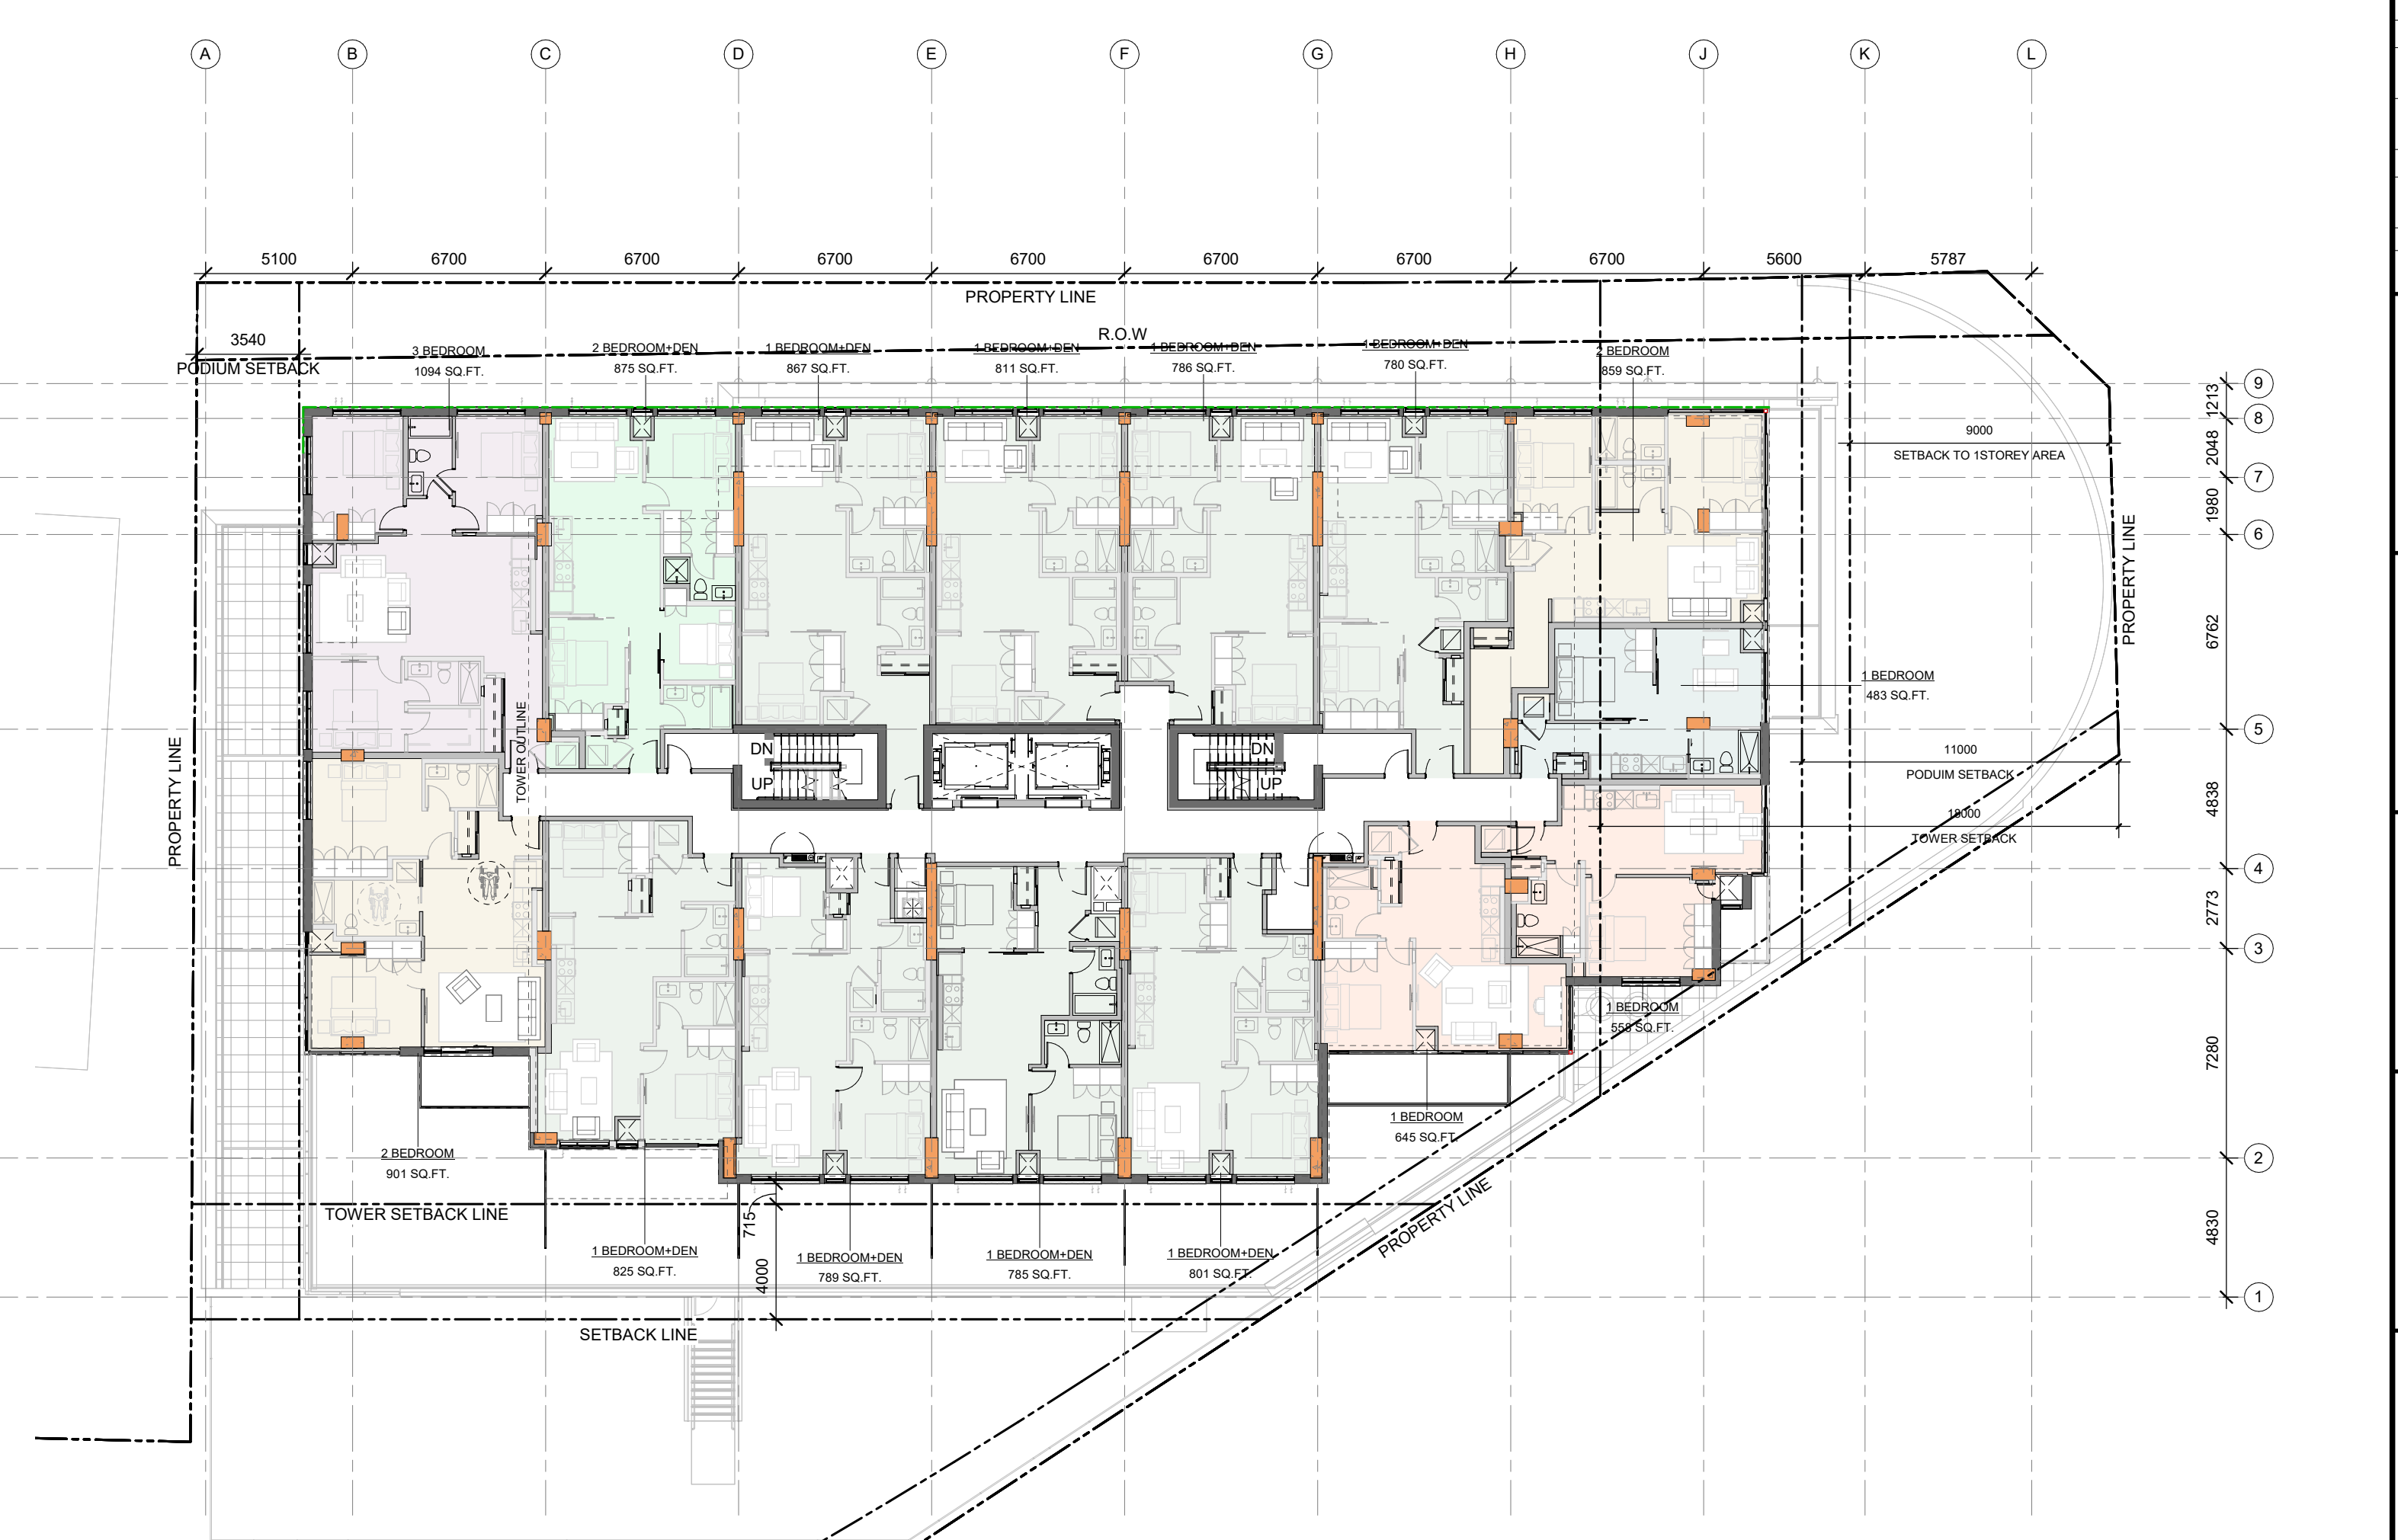 A B C D E F G H J K L
5100 6700 6700 6700 6700 6700 6700 6700 5600 5787
PROPERTY LINE
R.O.W
3540
PODIUM SETBACK
3 BEDROOM
1094 SQ.FT.
2 BEDROOM+DEN
875 SQ.FT.
1 BEDROOM+DEN
867 SQ.FT.
1 BEDROOM+DEN
811 SQ.FT.
1 BEDROOM+DEN
786 SQ.FT.
1 BEDROOM+DEN
780 SQ.FT.
2 BEDROOM
859 SQ.FT.
9
1213
8
2048
7
1980
6
6762
5
4838
4
2773
3
7280
2
4830
1
9000
SETBACK TO 1STOREY AREA
PROPERTY LINE
1 BEDROOM
483 SQ.FT.
11000
PODUIM SETBACK
18000
TOWER SETBACK
PROPERTY LINE
TOWER OUTLINE
DN
UP
DN
UP
1 BEDROOM
558 SQ.FT.
1 BEDROOM
645 SQ.FT.
2 BEDROOM
901 SQ.FT.
TOWER SETBACK LINE
715
4000
1 BEDROOM+DEN
825 SQ.FT.
1 BEDROOM+DEN
789 SQ.FT.
1 BEDROOM+DEN
785 SQ.FT.
1 BEDROOM+DEN
801 SQ.FT.
PROPERTY LINE
SETBACK LINE